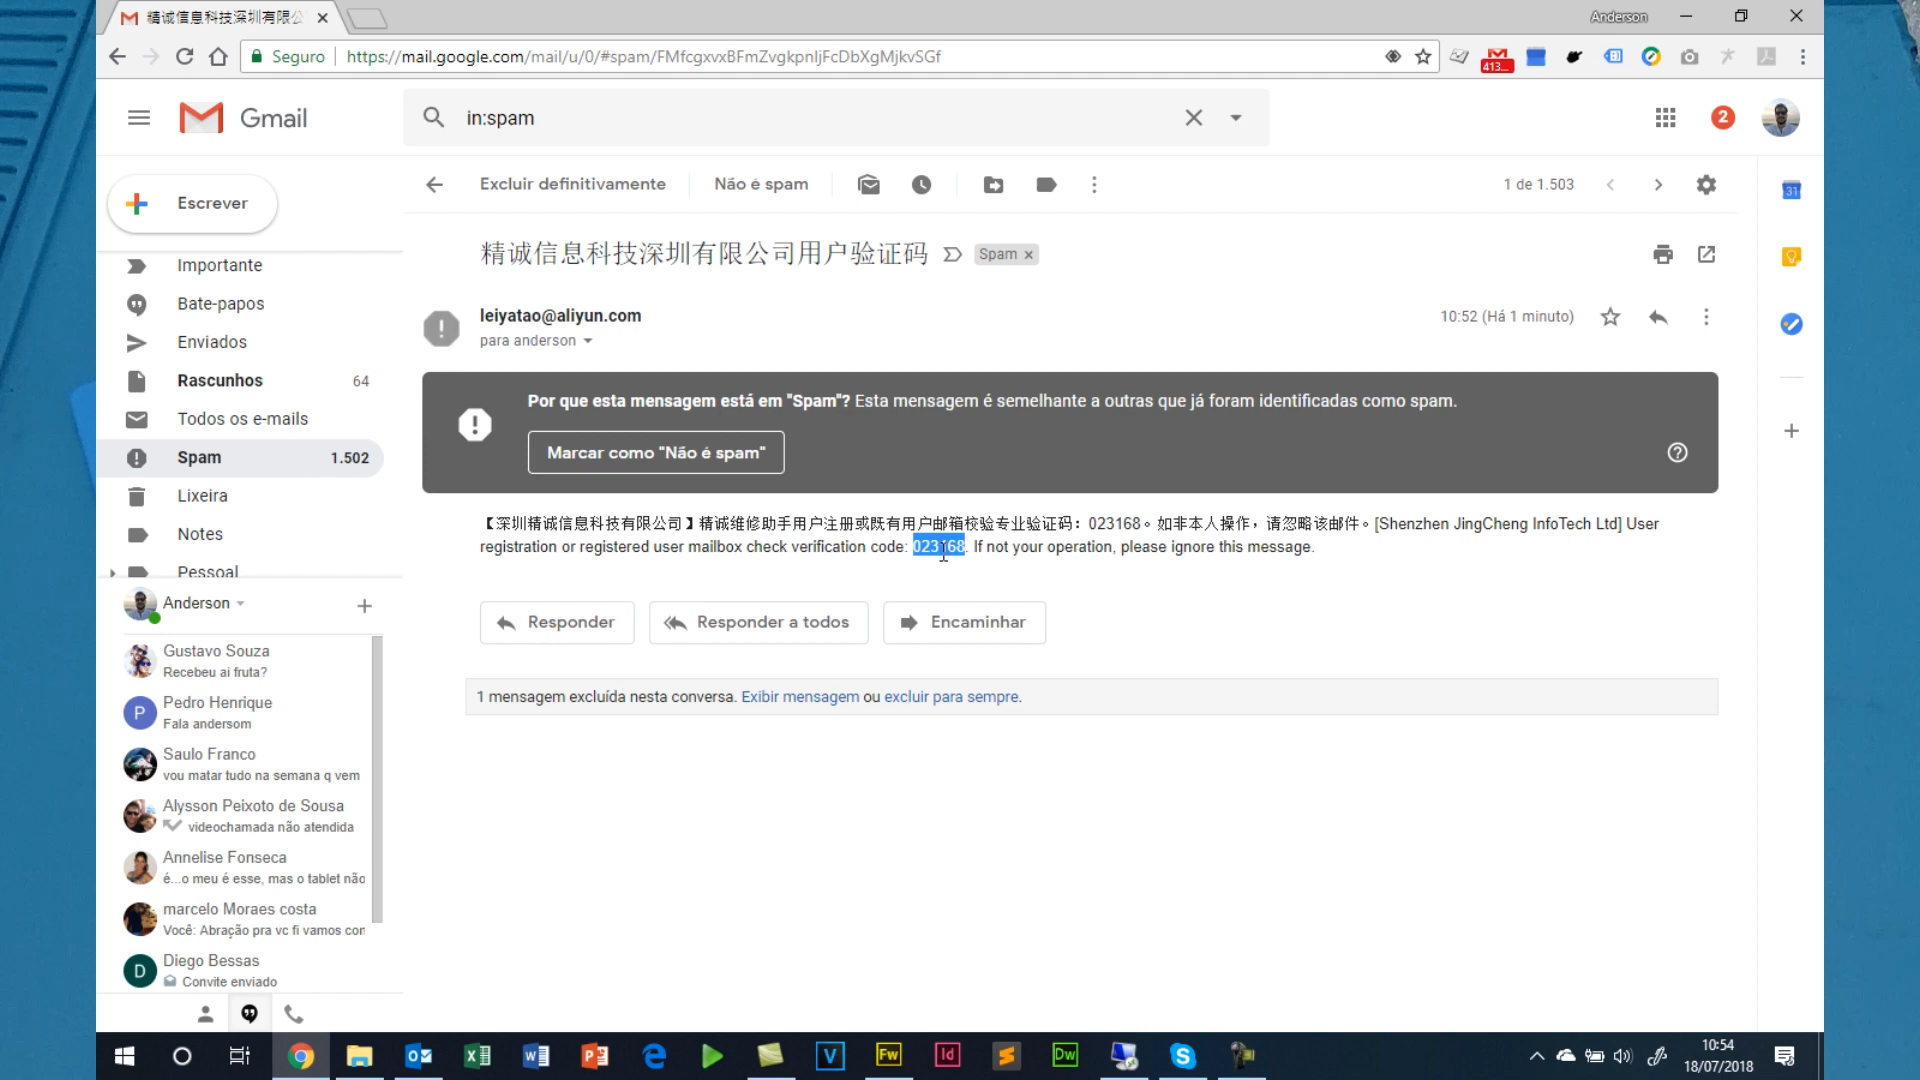 精诚信息科技深圳有限公
Anderson
Seguro
https://mail.google.com/mail/u/0/#spam/FMfcgxvxBFmZvgkpnIjFcDbXgMjkvSGf
413...
Gmail
in:spam
2
Escrever
Excluir definitivamente
Não é spam
1 de 1.503
31
Importante
Bate-papos
Enviados
Rascunhos 64
Todos os e-mails
Spam 1.502
Lixeira
Notes
Pessoal
精诚信息科技深圳有限公司用户验证码
Spam ×
leiyatao@aliyun.com
para anderson
10:52 (Há 1 minuto)
Por que esta mensagem está em "Spam"? Esta mensagem é semelhante a outras que já foram identificadas como spam.
Marcar como "Não é spam"
【深圳精诚信息科技有限公司】精诚维修助手用户注册或既有用户邮箱校验专业验证码：023168。如非本人操作，请忽略该邮件。[Shenzhen JingCheng InfoTech Ltd] User
registration or registered user mailbox check verification code: 023168. If not your operation, please ignore this message.
Responder
Responder a todos
Encaminhar
1 mensagem excluída nesta conversa. Exibir mensagem ou excluir para sempre.
Anderson
Gustavo Souza
Recebeu ai fruta?
P
Pedro Henrique
Fala andersom
Saulo Franco
vou matar tudo na semana q vem
Alysson Peixoto de Sousa
videochamada não atendida
Annelise Fonseca
é...o meu é esse, mas o tablet não
marcelo Moraes costa
Você: Abração pra vc fi vamos con
D
Diego Bessas
Convite enviado
V
Fw
Id
Dw
10:54
18/07/2018